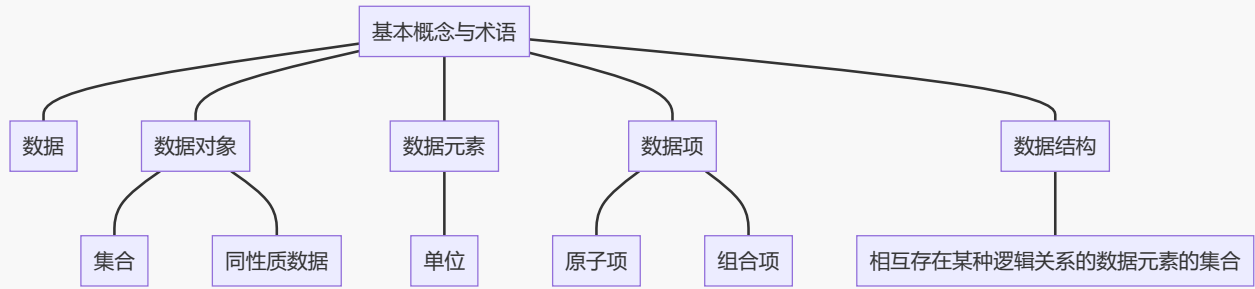 基本概念与术语
数据
数据对象
数据元素
数据项
数据结构
集合
同性质数据
单位
原子项
组合项
相互存在某种逻辑关系的数据元素的集合